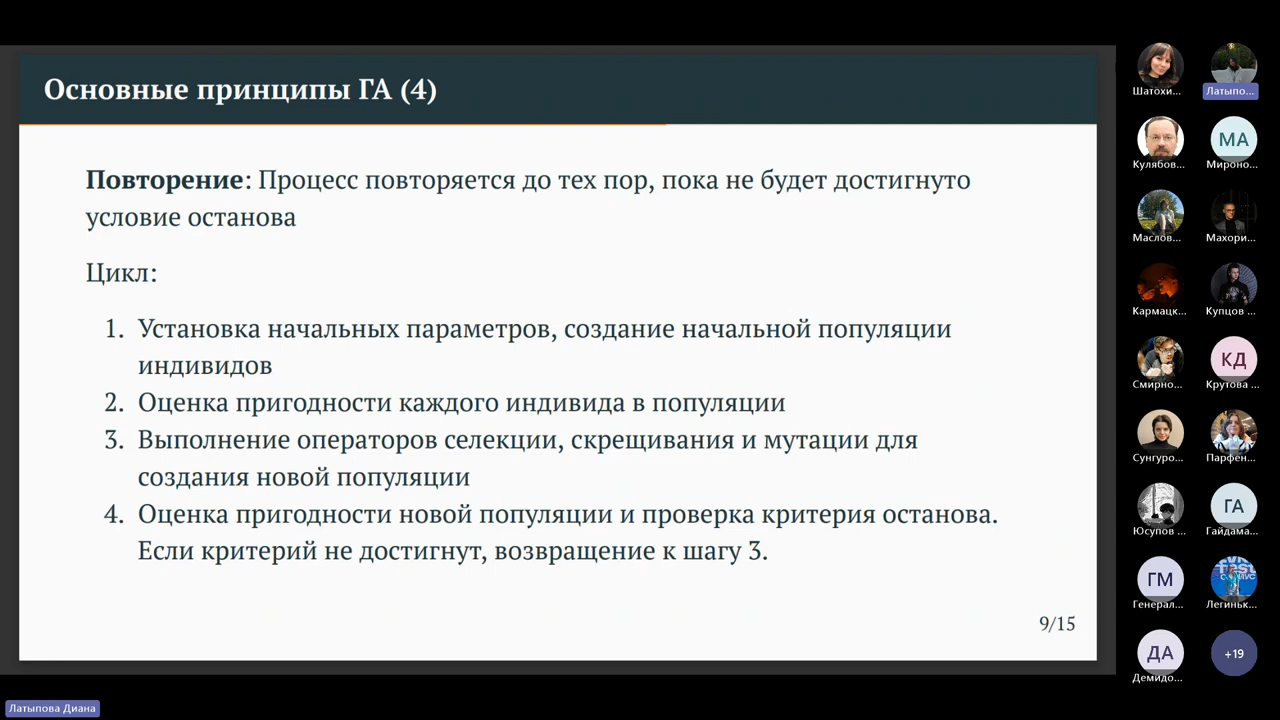 Основные принципы ГА (4)
Повторение: Процесс повторяется до тех пор, пока не будет достигнуто
условие останова
Цикл:
1. Установка начальных параметров, создание начальной популяции
индивидов
2. Оценка пригодности каждого индивида в популяции
3. Выполнение операторов селекции, скрещивания и мутации для
создания новой популяции
4. Оценка пригодности новой популяции и проверка критерия останова.
Если критерий не достигнут, возвращение к шагу 3.
9/15
Шатохи...
Латыпо...
Кулябов...
МА
Мироно...
Маслов...
Махори...
Кармацк...
Купцов ...
Смирно...
КД
Крутова ...
Сунгуро...
Парфен...
Юсупов ...
ГА
Гайдама...
ГМ
Генерал...
fest
Легиньк...
ДА
Демидо...
+19
Латыпова Диана